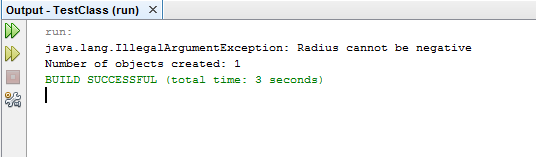 Output - TestClass (run) ×
run:
java.lang.IllegalArgumentException: Radius cannot be negative
Number of objects created: 1
BUILD SUCCESSFUL (total time: 3 seconds)